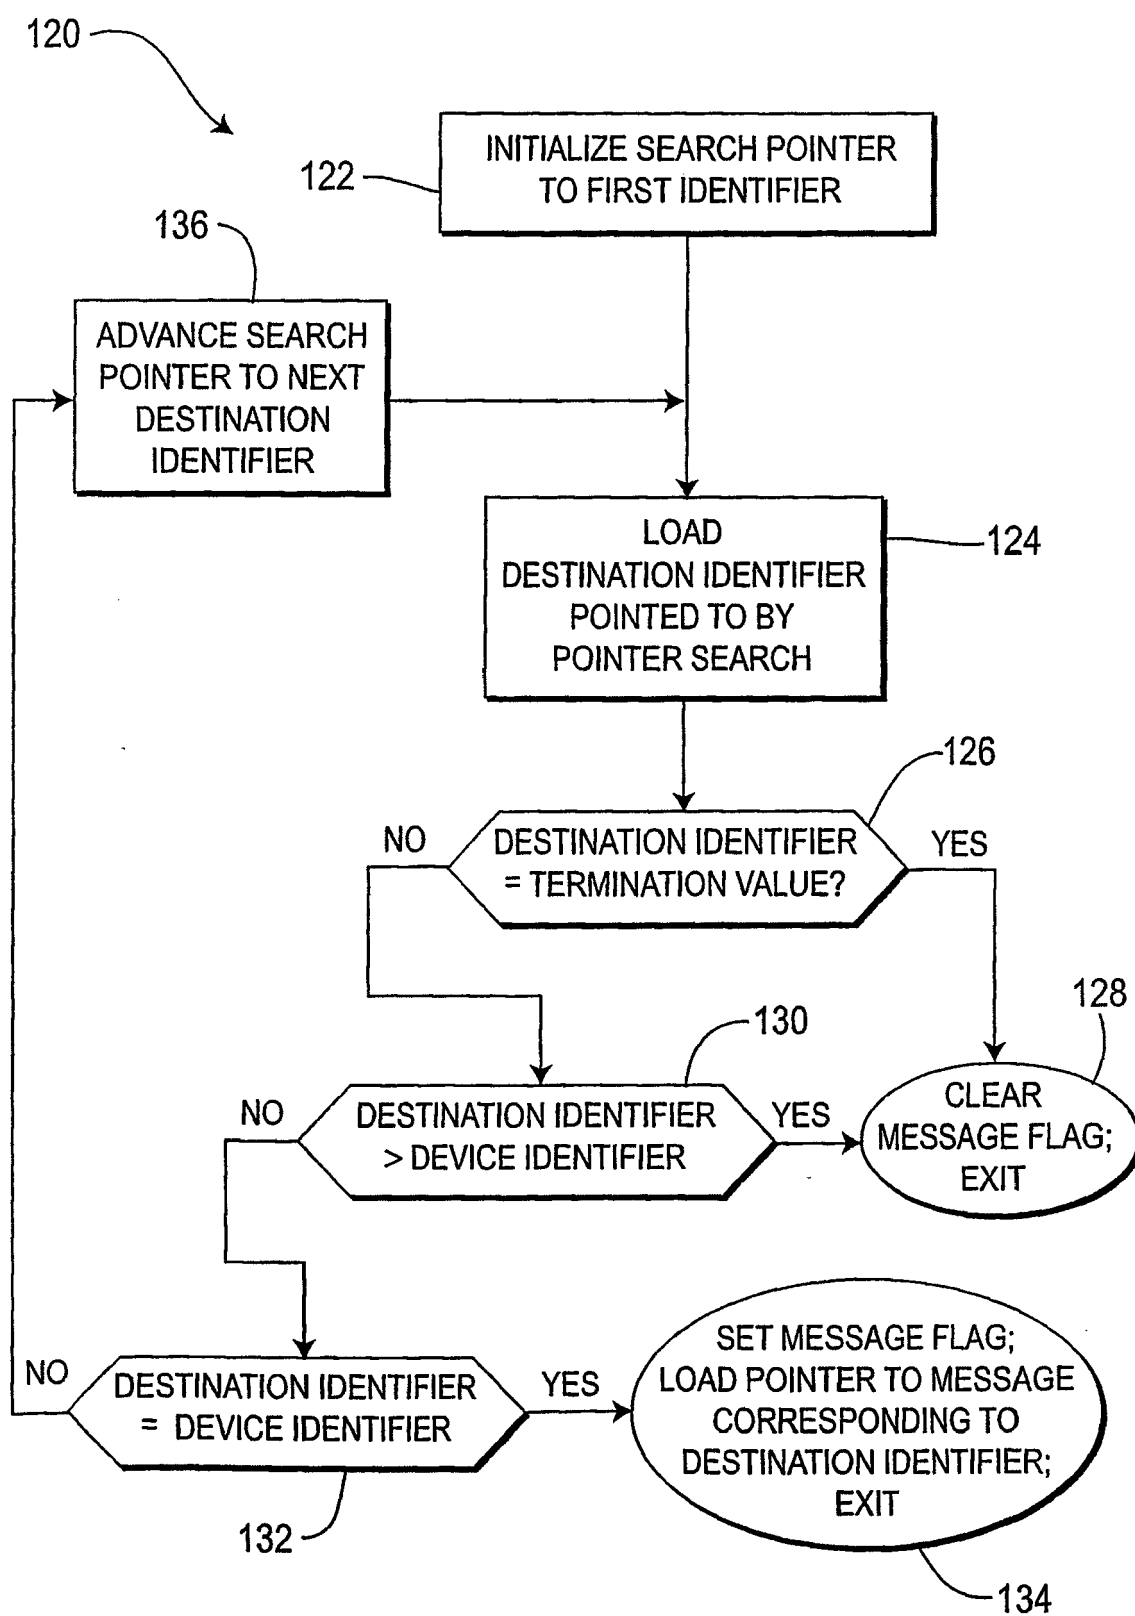 120
INITIALIZE SEARCH POINTER
TO FIRST IDENTIFIER
122
136
ADVANCE SEARCH
POINTER TO NEXT
DESTINATION
IDENTIFIER
LOAD
DESTINATION IDENTIFIER
POINTED TO BY
POINTER SEARCH
124
126
NO
DESTINATION IDENTIFIER
= TERMINATION VALUE?
YES
130
128
NO
DESTINATION IDENTIFIER
> DEVICE IDENTIFIER
YES
CLEAR
MESSAGE FLAG;
EXIT
NO
DESTINATION IDENTIFIER
= DEVICE IDENTIFIER
YES
SET MESSAGE FLAG;
LOAD POINTER TO MESSAGE
CORRESPONDING TO
DESTINATION IDENTIFIER;
EXIT
132
134